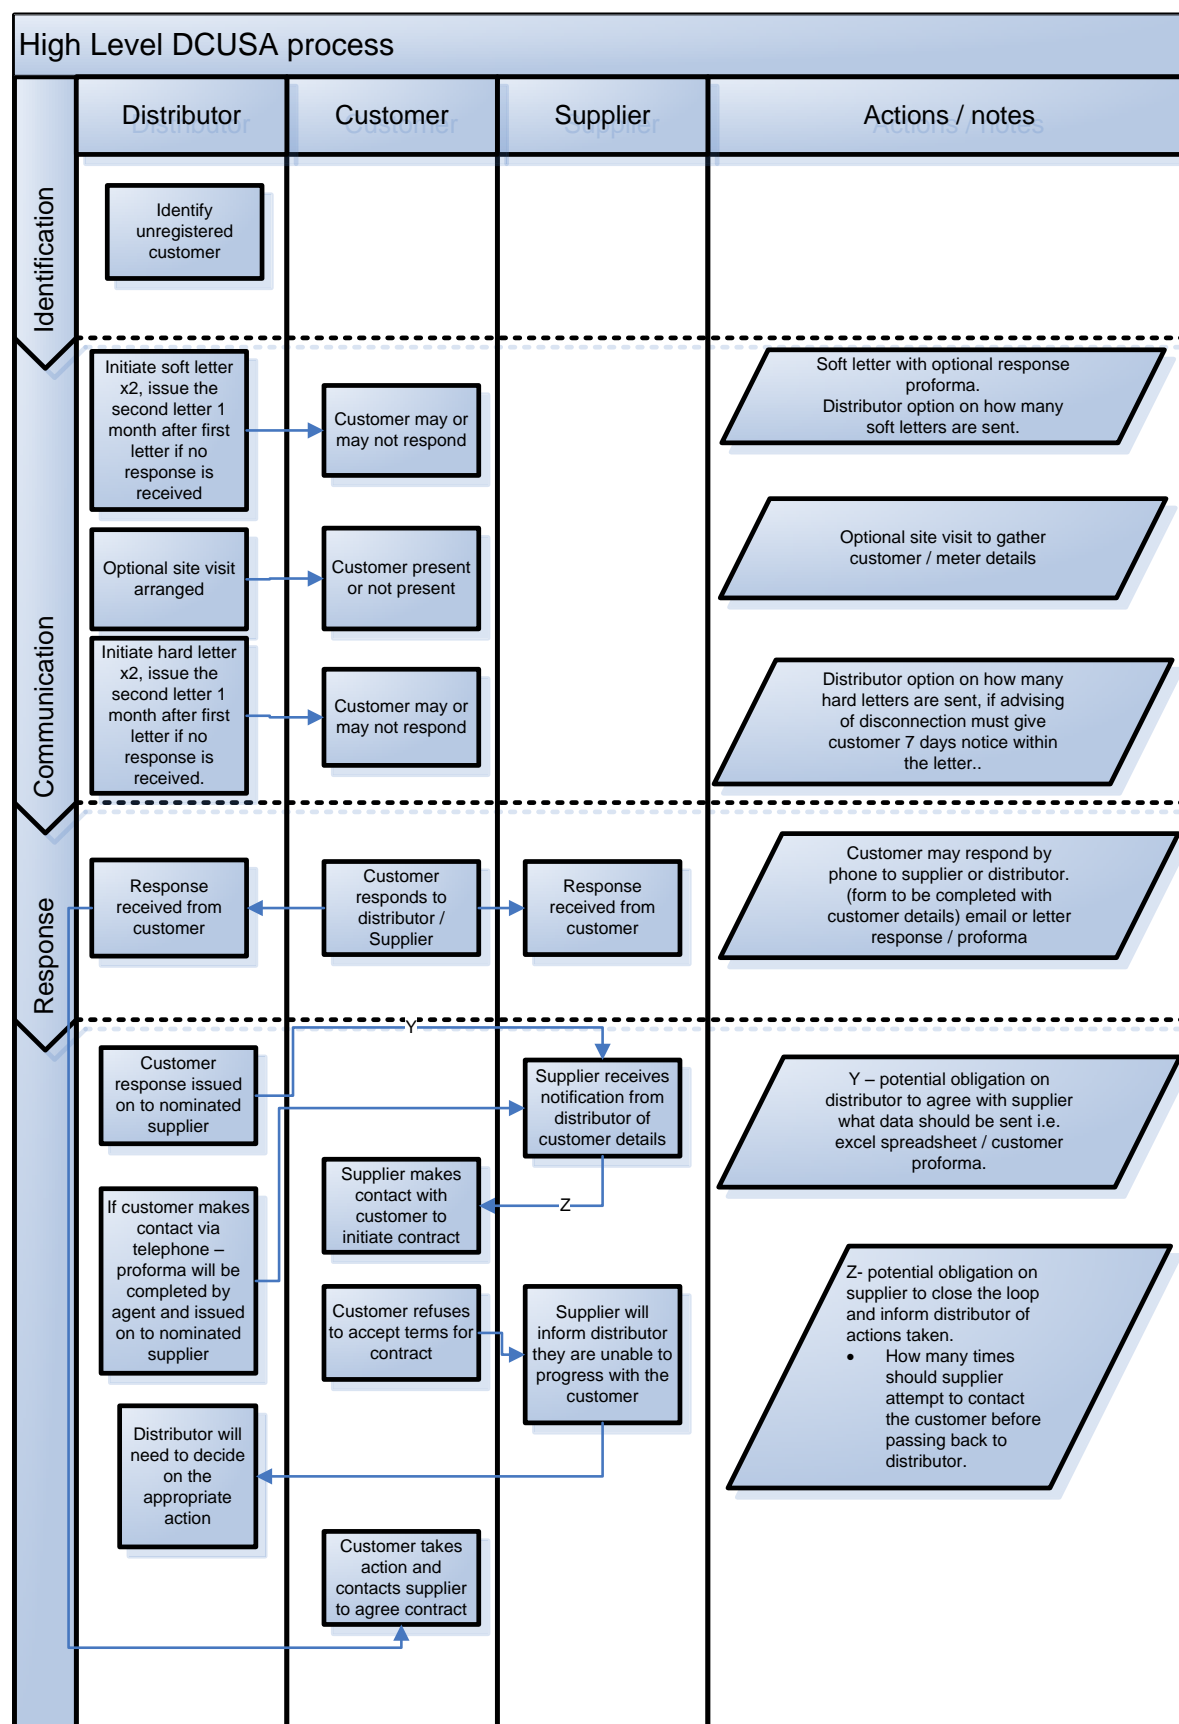 High Level DCUSA process
Distributor
Customer
Supplier
Actions / notes
Identification
Identify
unregistered
customer
Communication
Initiate soft letter
x2, issue the
second letter 1
month after first
letter if no
response is
received
Customer may or
may not respond
Soft letter with optional response
proforma.
Distributor option on how many
soft letters are sent.
Optional site visit
arranged
Customer present
or not present
Optional site visit to gather
customer / meter details
Initiate hard letter
x2, issue the
second letter 1
month after first
letter if no
response is
received.
Customer may or
may not respond
Distributor option on how many
hard letters are sent, if advising
of disconnection must give
customer 7 days notice within
the letter..
Response
Response
received from
customer
Customer
responds to
distributor /
Supplier
Response
received from
customer
Customer may respond by
phone to supplier or distributor.
(form to be completed with
customer details) email or letter
response / proforma
Y
Customer
response issued
on to nominated
supplier
Supplier receives
notification from
distributor of
customer details
Y – potential obligation on
distributor to agree with supplier
what data should be sent i.e.
excel spreadsheet / customer
proforma.
Supplier makes
contact with
customer to
initiate contract
Z
If customer makes
contact via
telephone –
proforma will be
completed by
agent and issued
on to nominated
supplier
Customer refuses
to accept terms for
contract
Supplier will
inform distributor
they are unable to
progress with the
customer
Z- potential obligation on
supplier to close the loop
and inform distributor of
actions taken.
• How many times
should supplier
attempt to contact
the customer before
passing back to
distributor.
Distributor will
need to decide
on the
appropriate
action
Customer takes
action and
contacts supplier
to agree contract